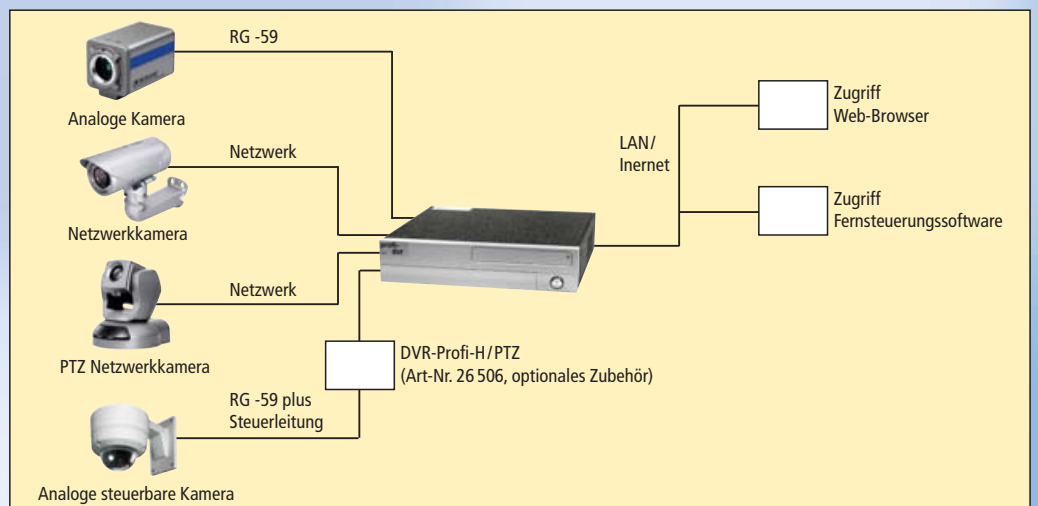 RG -59
Analoge Kamera
Netzwerk
Netzwerkkamera
Netzwerk
PTZ Netzwerkkamera
RG -59 plus
Steuerleitung
Analoge steuerbare Kamera
DVR-Profi-H/PTZ
(Art-Nr. 26 506, optionales Zubehör)
LAN/
Inernet
Zugriff
Web-Browser
Zugriff
Fernsteuerungssoftware